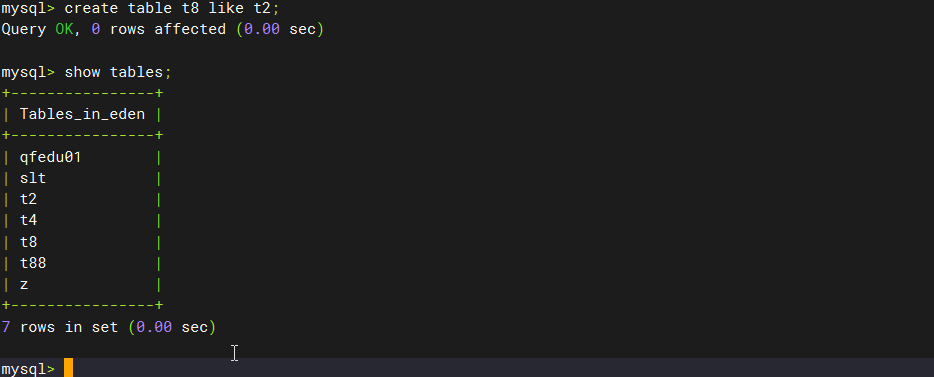 mysql> create table t8 like t2;
Query OK, 0 rows affected (0.00 sec)
mysql> show tables;
+----------------+
| Tables_in_eden |
+----------------+
| qfedu01        |
| slt            |
| t2             |
| t4             |
| t8             |
| t88            |
| z              |
+----------------+
7 rows in set (0.00 sec)
mysql>